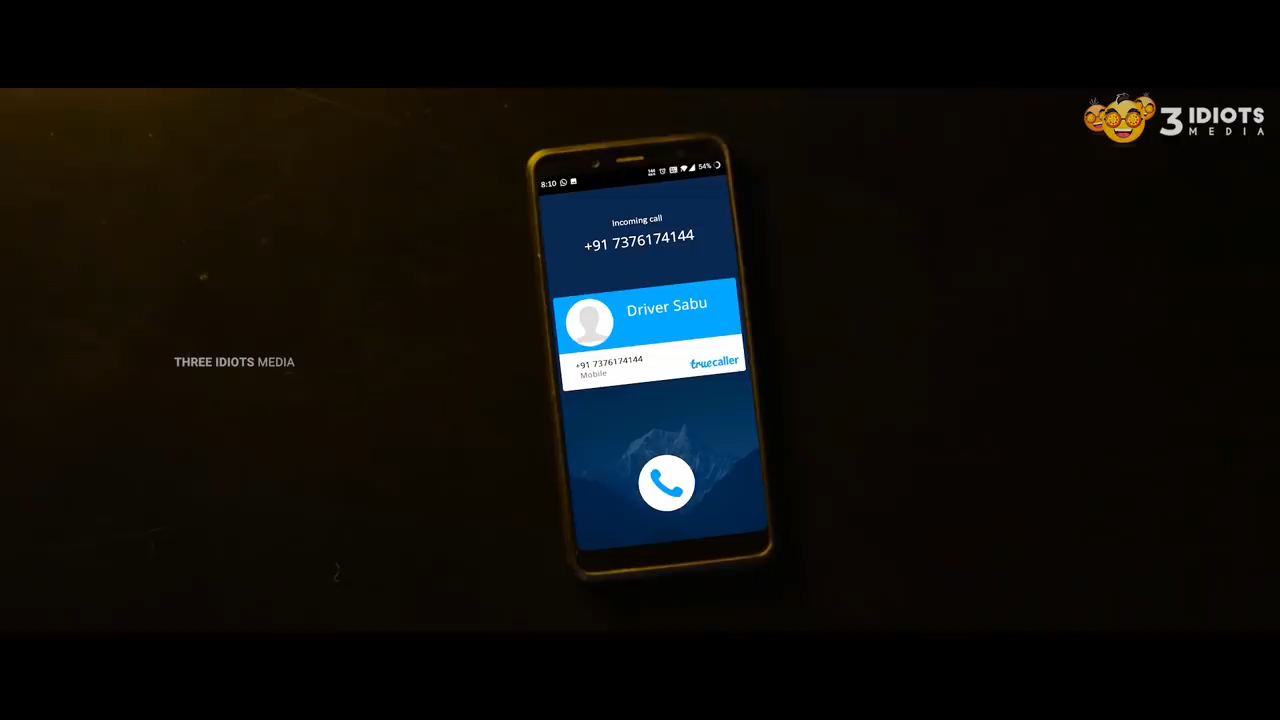 3 IDIOTS
MEDIA
8:10
54%
Incoming call
+91 7376174144
Driver Sabu
+91 7376174144
Mobile
truecaller
THREE IDIOTS MEDIA